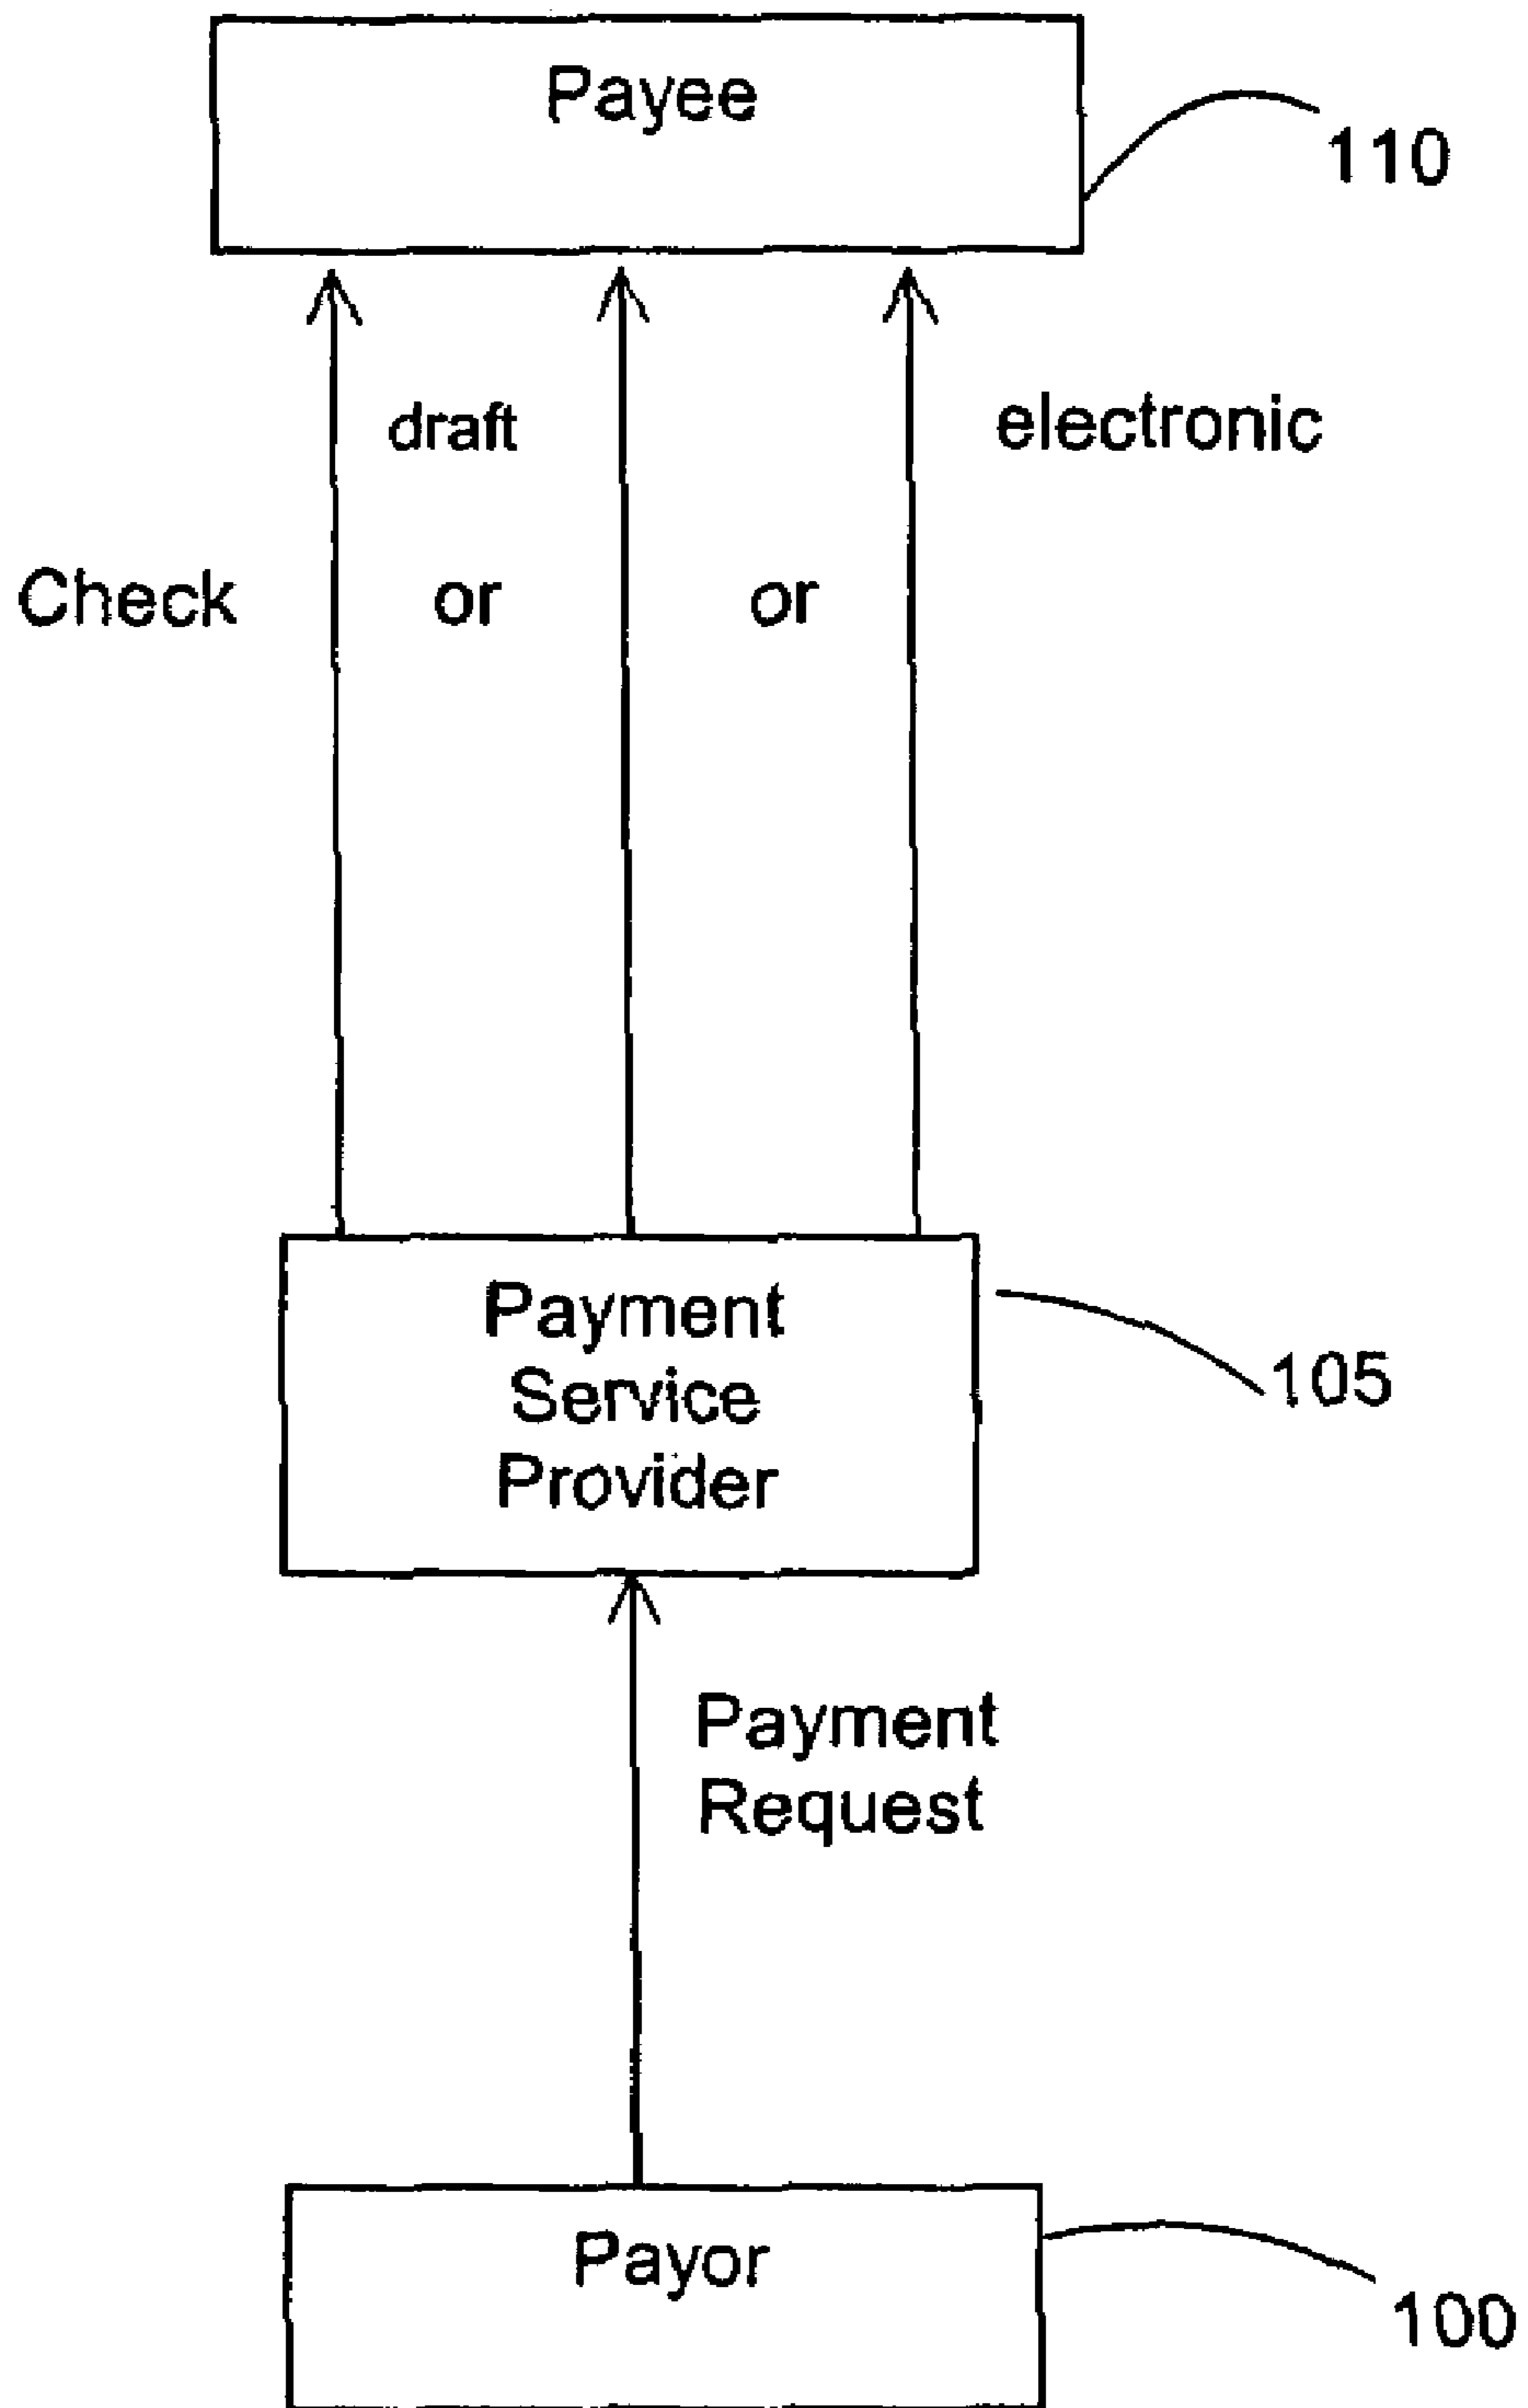 Payee
110
draft
electronic
Check
or
or
Payment
Service
Provider
105
Payment
Request
Payor
100